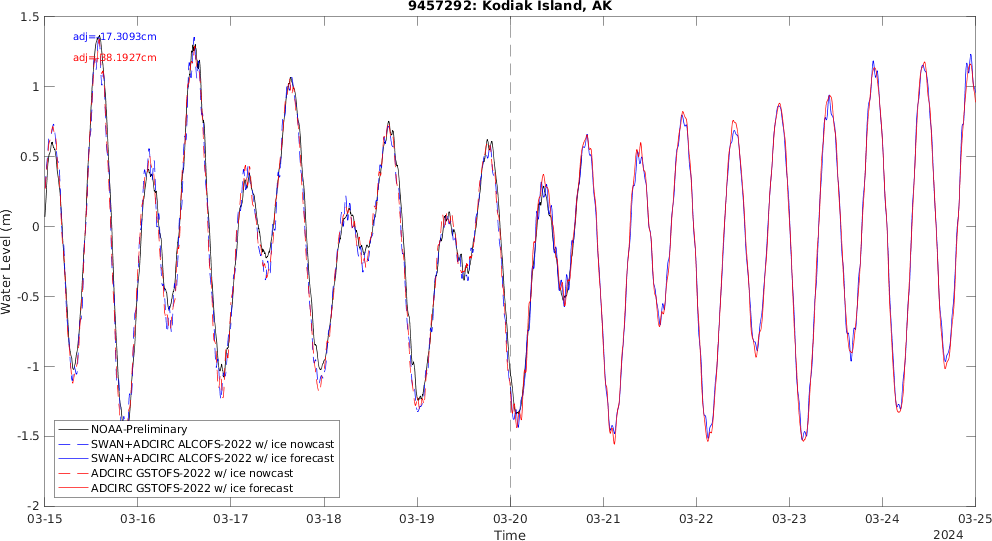 9457292: Kodiak Island, AK
adj=-17.3093cm
adj=-38.1927cm
1.5
1
0.5
0
-0.5
-1
-1.5
-2
Water Level (m)
NOAA-Preliminary
SWAN+ADCIRC ALCOFS-2022 w/ ice nowcast
SWAN+ADCIRC ALCOFS-2022 w/ ice forecast
ADCIRC GSTOFS-2022 w/ ice nowcast
ADCIRC GSTOFS-2022 w/ ice forecast
03-15 03-16 03-17 03-18 03-19 03-20 03-21 03-22 03-23 03-24 03-25
Time
2024